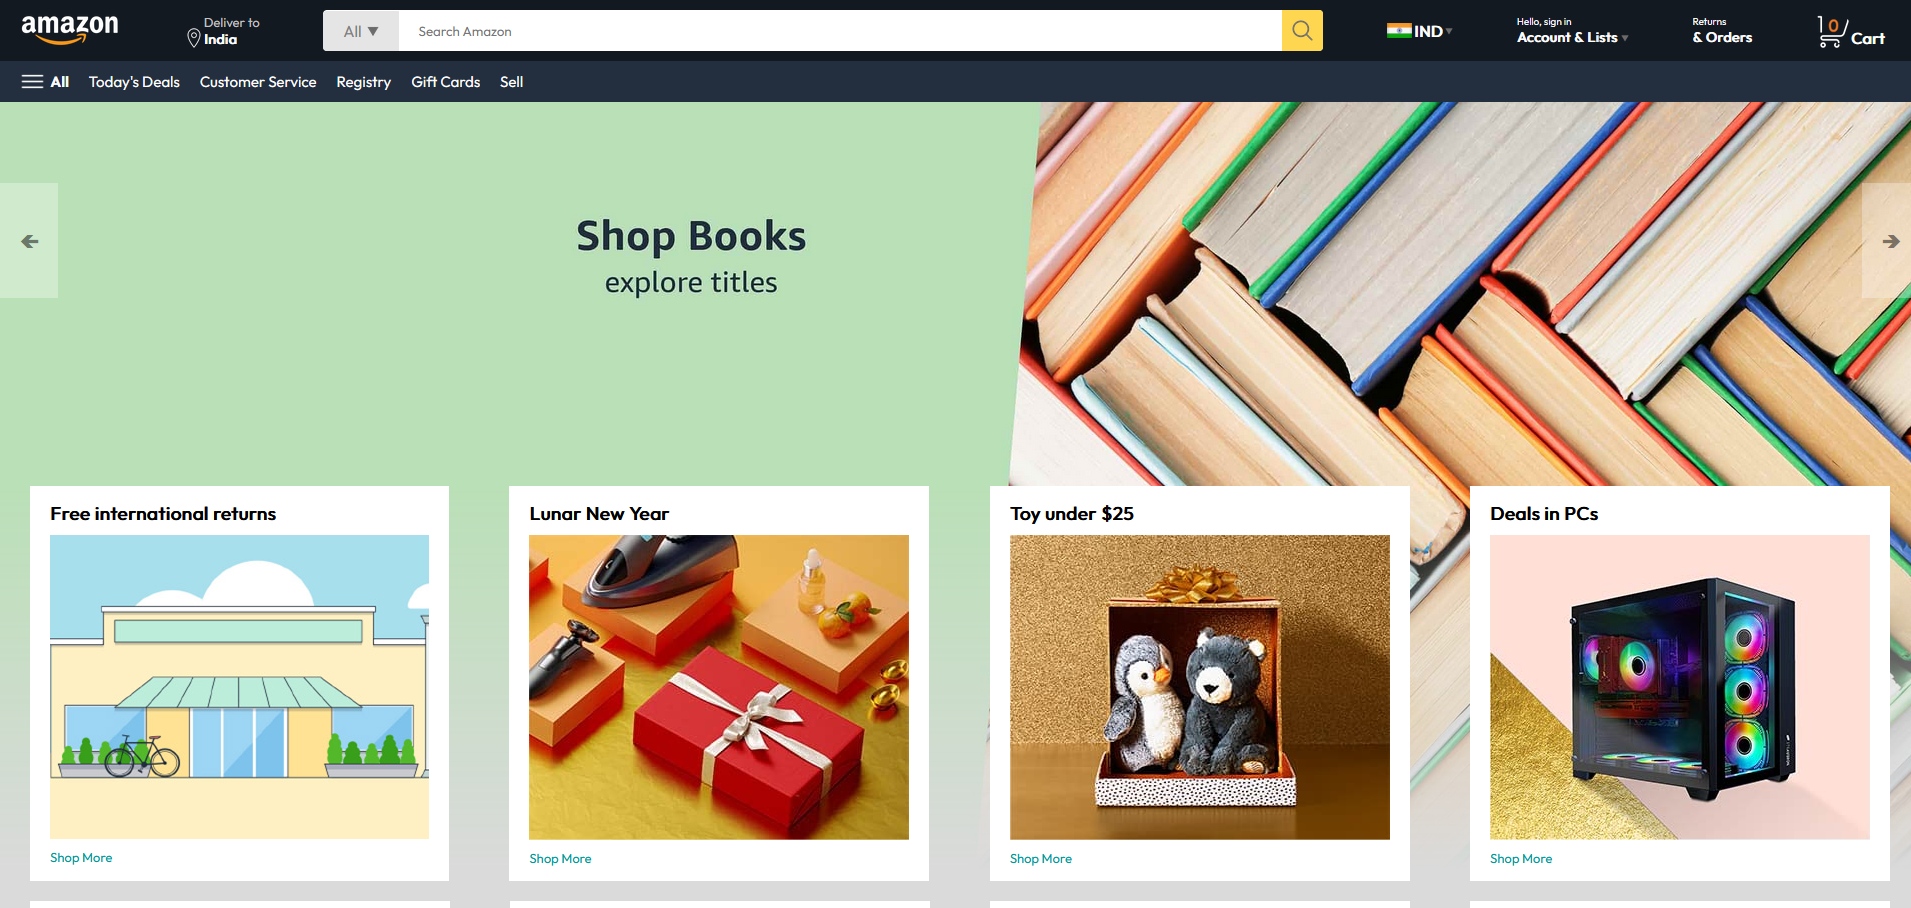 amazon
Deliver to
India
All
Search Amazon
IND
Hello, sign in
Account & Lists
Returns
& Orders
0
Cart
All
Today's Deals
Customer Service
Registry
Gift Cards
Sell
Shop Books
explore titles
Free international returns
Shop More
Lunar New Year
Shop More
Toy under $25
Shop More
Deals in PCs
Shop More